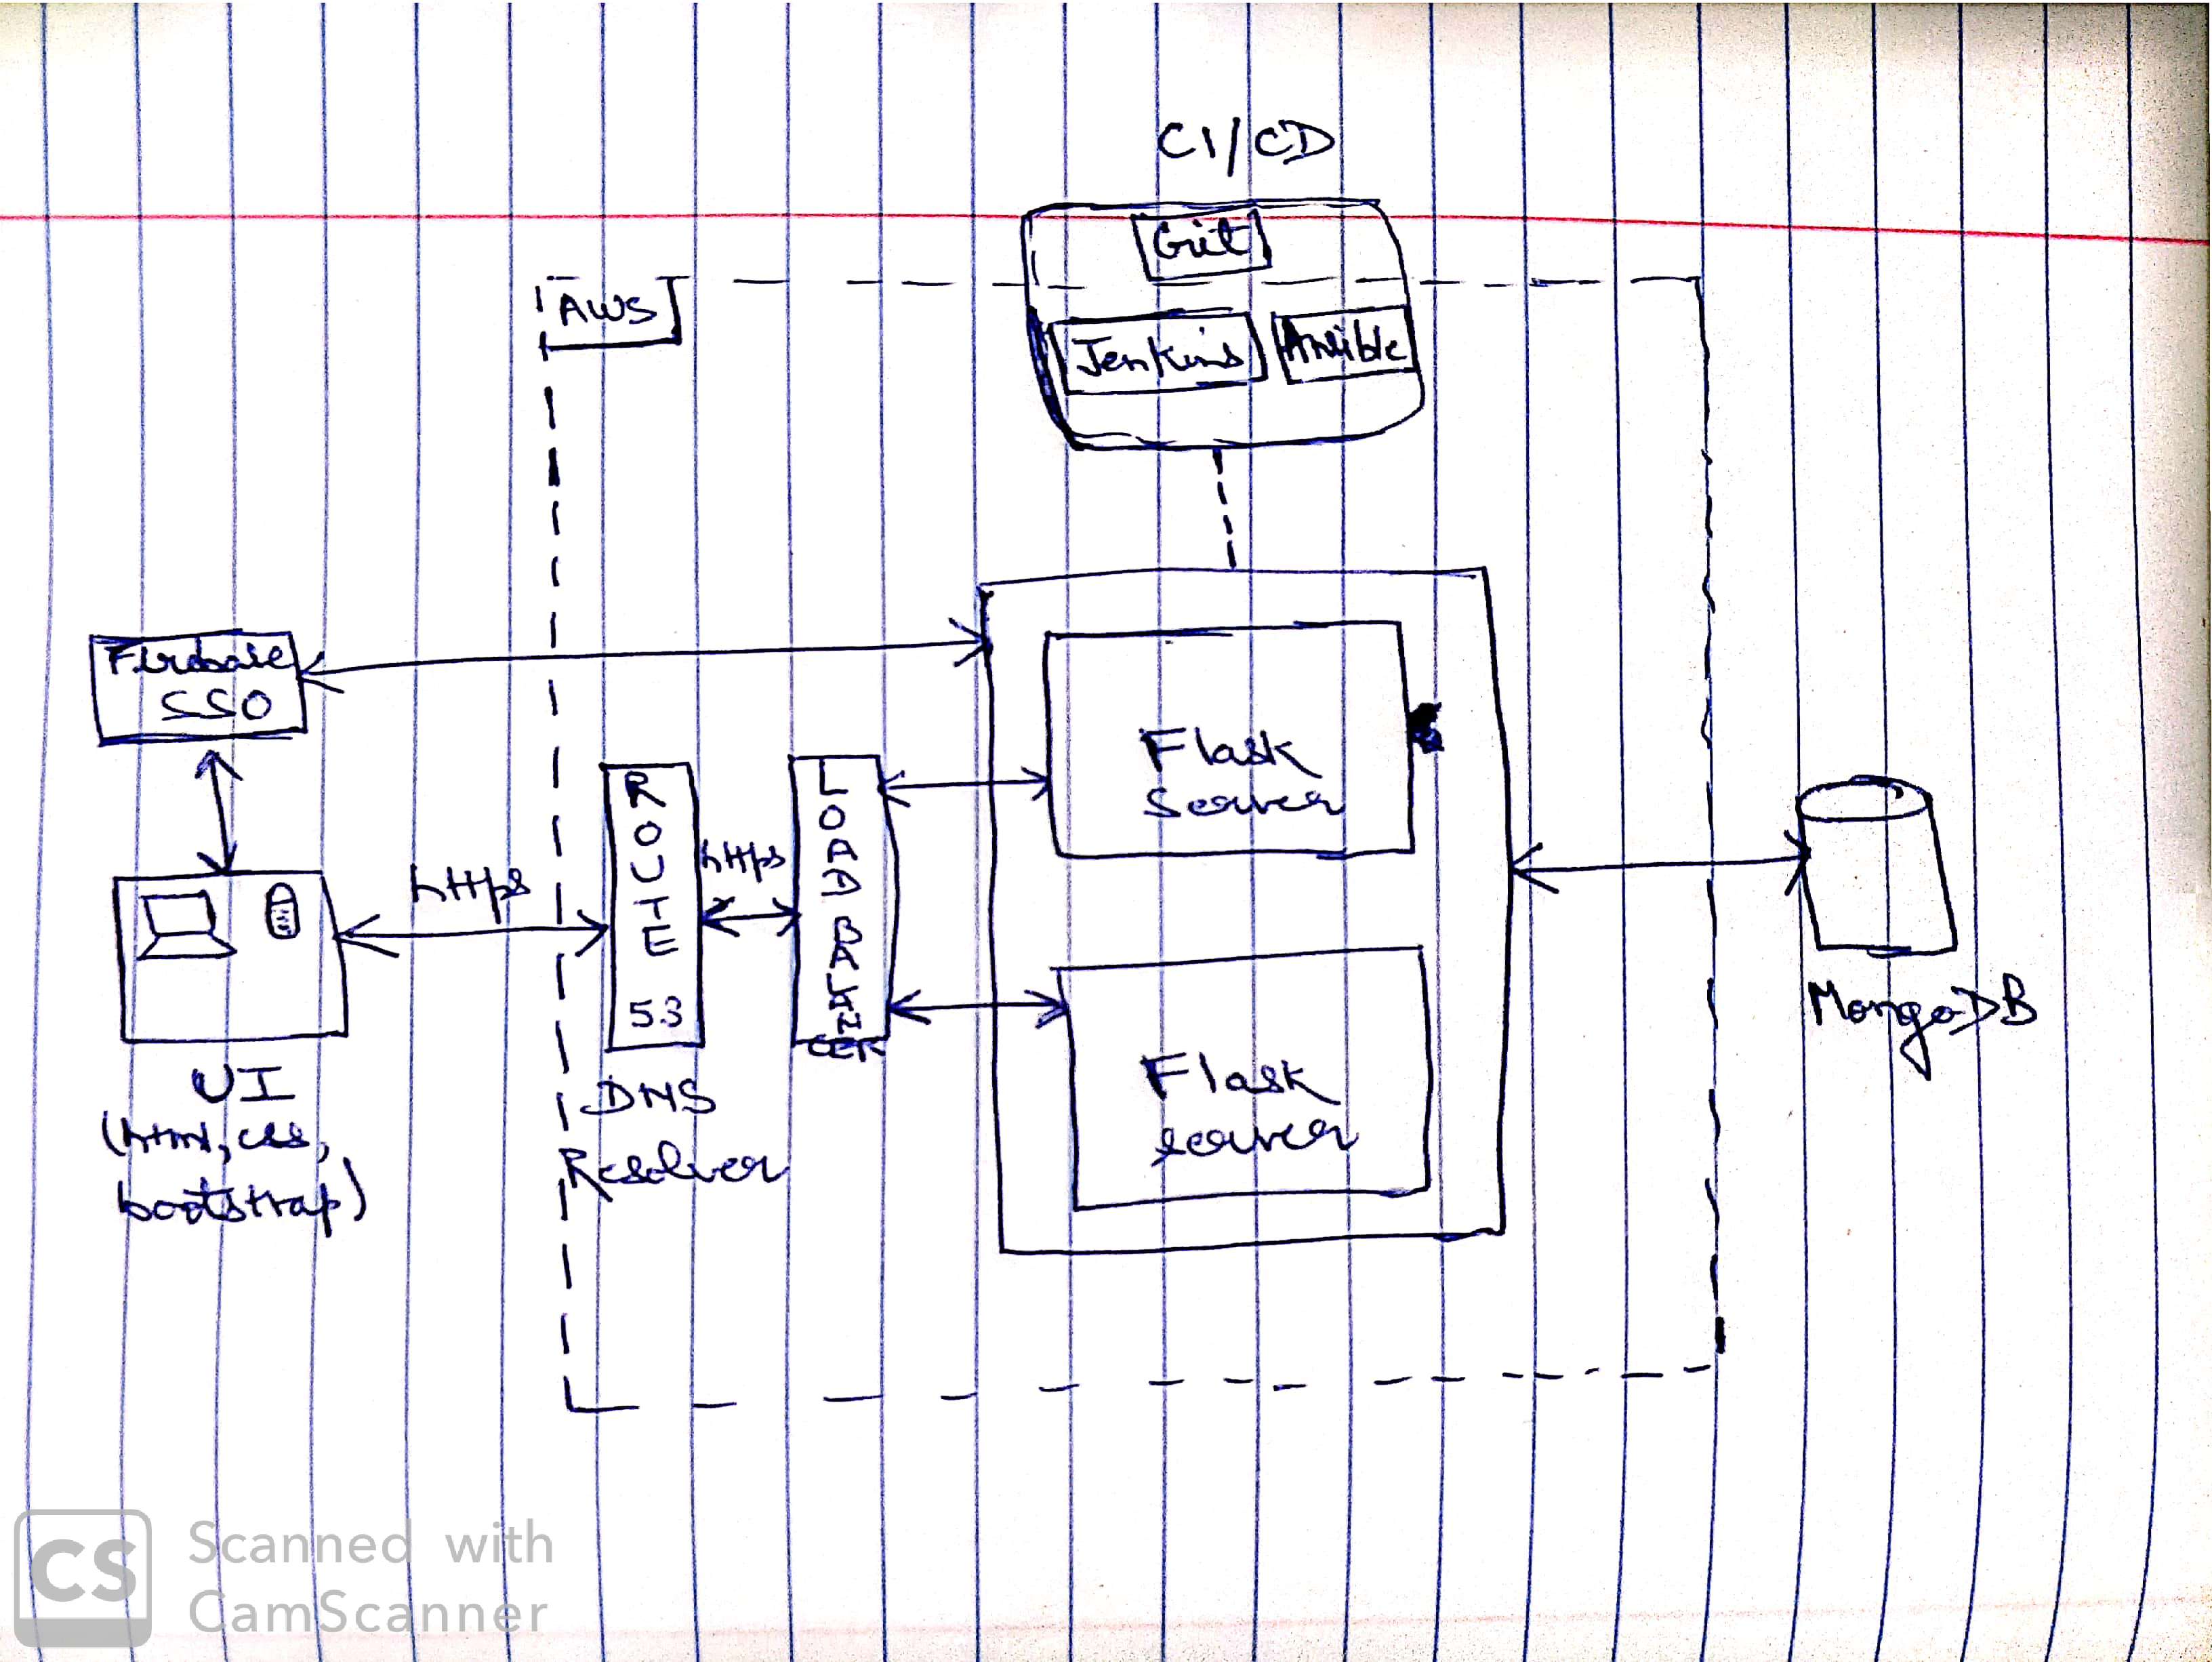 CI/CD
Git
AWS
Jenkins
Ansible
Firebase
SSO
Flask
Server
ROUTE
53
https
LOAD BALANCER
https
UI
(html, css,
bootstrap)
DNS
Resolver
Flask
server
MongoDB
CS
Scanned with
CamScanner